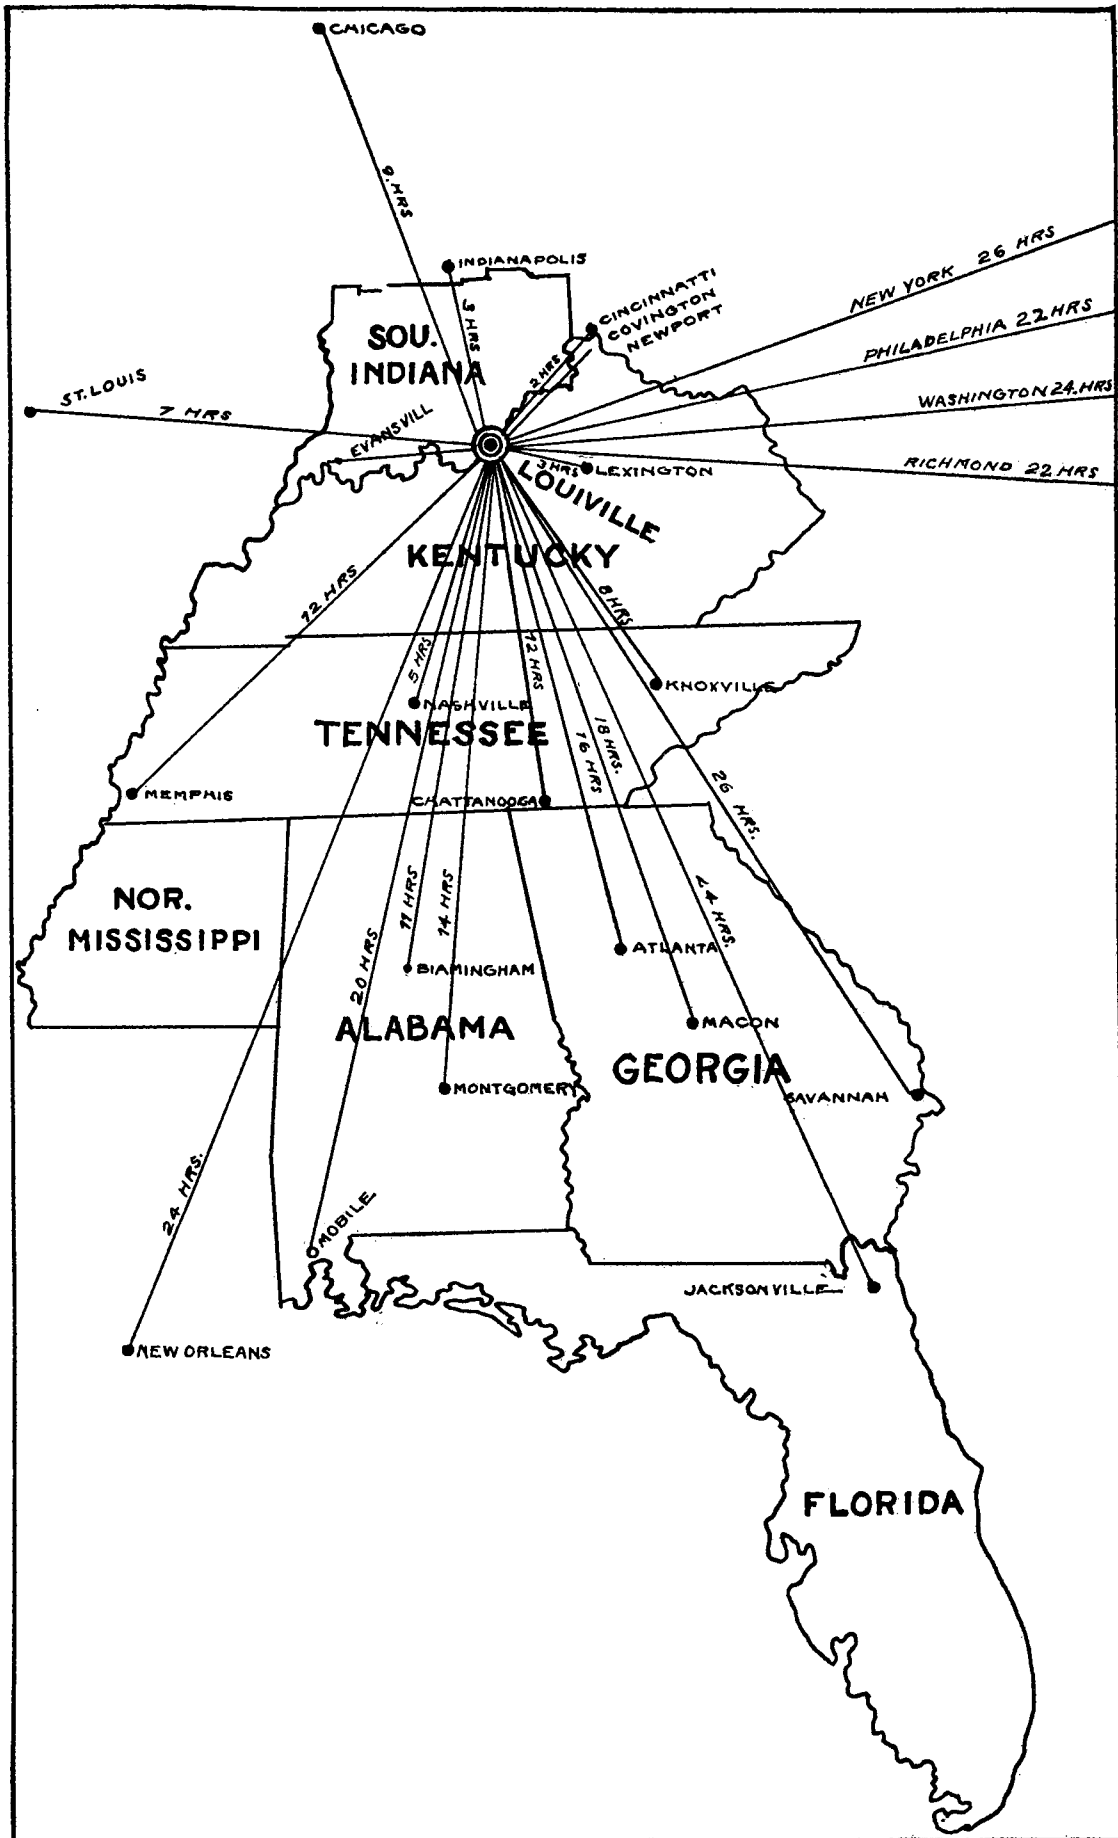 CHICAGO
9. HRS
INDIANAPOLIS
3 HRS
SOU.
INDIANA
CINCINNATTI
COVINGTON
NEWPORT
2 HRS
NEW YORK 26 HRS
PHILADELPHIA 22 HRS
WASHINGTON 24. HRS
RICHMOND 22 HRS
ST. LOUIS
7 HRS
EVANSVILL
3 HRS
LEXINGTON
LOUIVILLE
KENTUCKY
12 HRS
8 HRS
5 HRS
12 HRS
KNOXVILLE
NASHVILLE
TENNESSEE
18 HRS.
16 HRS
26 HRS.
MEMPHIS
CHATTANOOGA
NOR.
MISSISSIPPI
11 HRS
14 HRS
24 HRS.
20 HRS
ATLANTA
BIAMINGHAM
ALABAMA
MACON
GEORGIA
MONTGOMERY
SAVANNAH
24 HRS.
MOBILE
JACKSONVILLE
NEW ORLEANS
FLORIDA